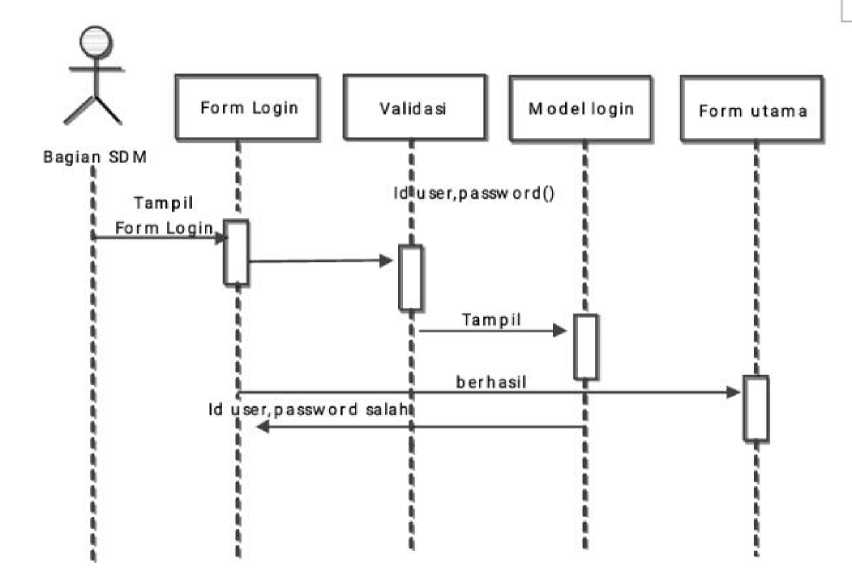 Form Login
Validasi
Model login
Form utama
Bagian SDM
Id user,password()
Tampil
Form Login
Tampil
berhasil
Id user,password salah